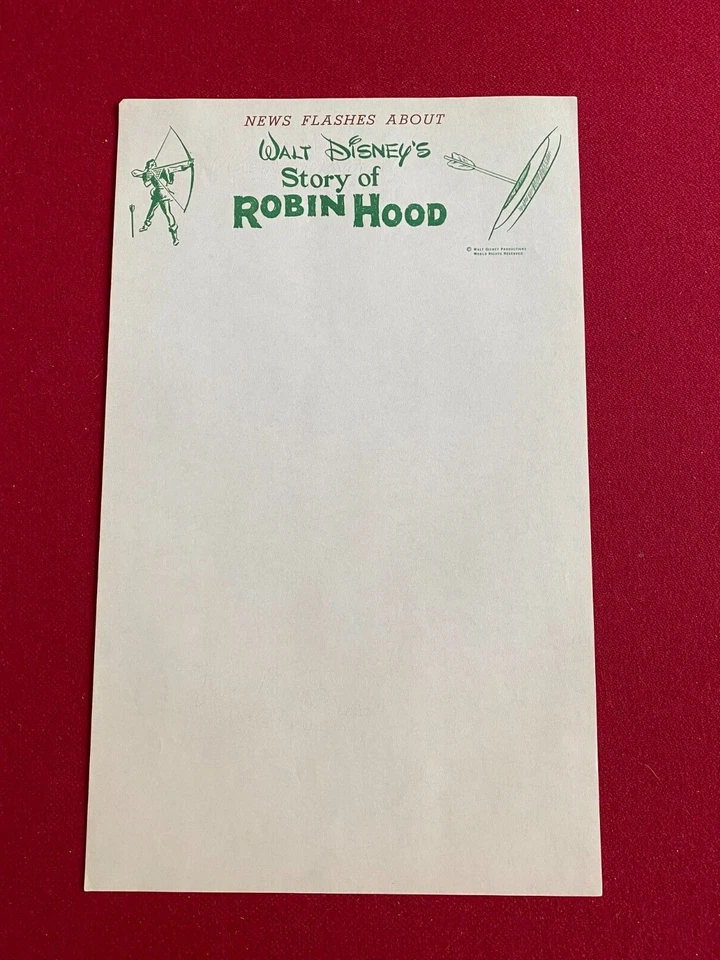 NEWS FLASHES ABOUT
WALT DISNEY'S
Story of
ROBIN HOOD
© WALT DISNEY PRODUCTIONS
WORLD RIGHTS RESERVED